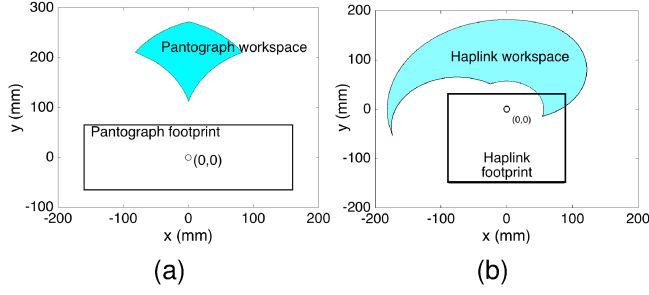 300
200
100
0
-100
y (mm)
Pantograph workspace
Pantograph footprint
(0,0)
-200
-100
0
100
200
x (mm)
(a)
200
100
0
-100
-200
y (mm)
Haplink workspace
(0,0)
Haplink
footprint
-200
-100
0
100
200
x (mm)
(b)